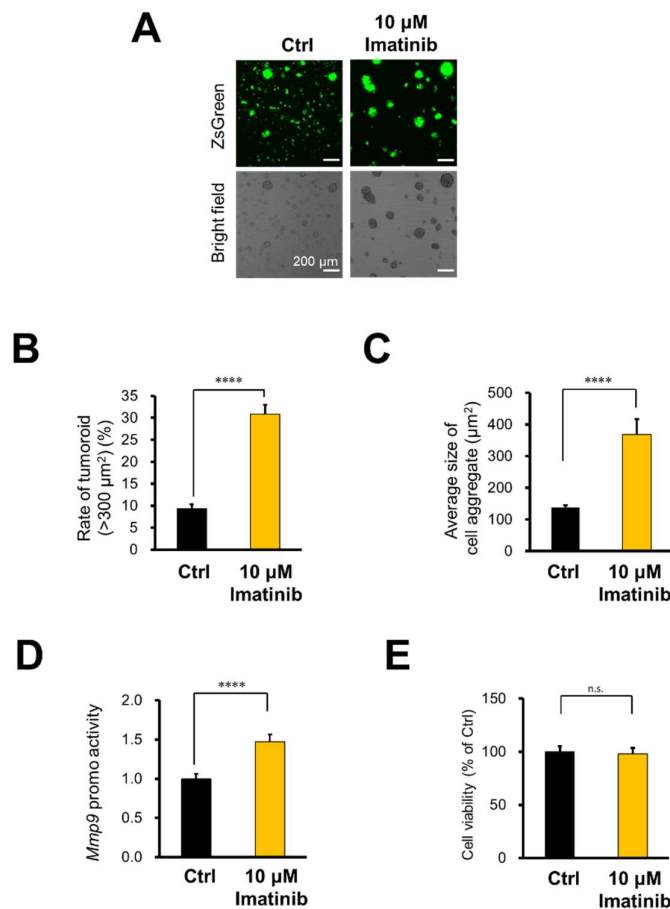 A
Ctrl
10 µM
Imatinib
ZsGreen
Bright field
200 µm
B
Rate of tumoroid
(>300 µm²) (%)
35
30
25
20
15
10
5
0
****
Ctrl
10 µM
Imatinib
C
Average size of
cell aggregate (µm²)
500
400
300
200
100
0
****
Ctrl
10 µM
Imatinib
D
Mmp9 promo activity
2.0
1.5
1.0
0.5
0.0
****
Ctrl
10 µM
Imatinib
E
Cell viability (% of Ctrl)
150
100
50
0
n.s.
Ctrl
10 µM
Imatinib